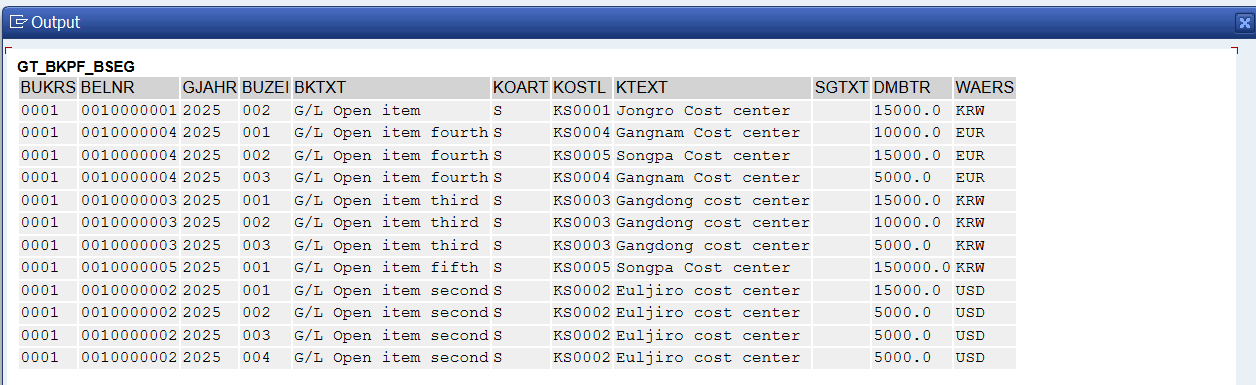 Output
GT_BKPF_BSEG
BUKRS BELNR GJAHR BUZEI BKTXT KOART KOSTL KTEXT SGTXT DMBTR WAERS
0001 0010000001 2025 002 G/L Open item S KS0001 Jongro Cost center 15000.0 KRW
0001 0010000004 2025 001 G/L Open item fourth S KS0004 Gangnam Cost center 10000.0 EUR
0001 0010000004 2025 002 G/L Open item fourth S KS0005 Songpa Cost center 15000.0 EUR
0001 0010000004 2025 003 G/L Open item fourth S KS0004 Gangnam Cost center 5000.0 EUR
0001 0010000003 2025 001 G/L Open item third S KS0003 Gangdong cost center 15000.0 KRW
0001 0010000003 2025 002 G/L Open item third S KS0003 Gangdong cost center 10000.0 KRW
0001 0010000003 2025 003 G/L Open item third S KS0003 Gangdong cost center 5000.0 KRW
0001 0010000005 2025 001 G/L Open item fifth S KS0005 Songpa Cost center 150000.0 KRW
0001 0010000002 2025 001 G/L Open item second S KS0002 Euljiro cost center 15000.0 USD
0001 0010000002 2025 002 G/L Open item second S KS0002 Euljiro cost center 5000.0 USD
0001 0010000002 2025 003 G/L Open item second S KS0002 Euljiro cost center 5000.0 USD
0001 0010000002 2025 004 G/L Open item second S KS0002 Euljiro cost center 5000.0 USD